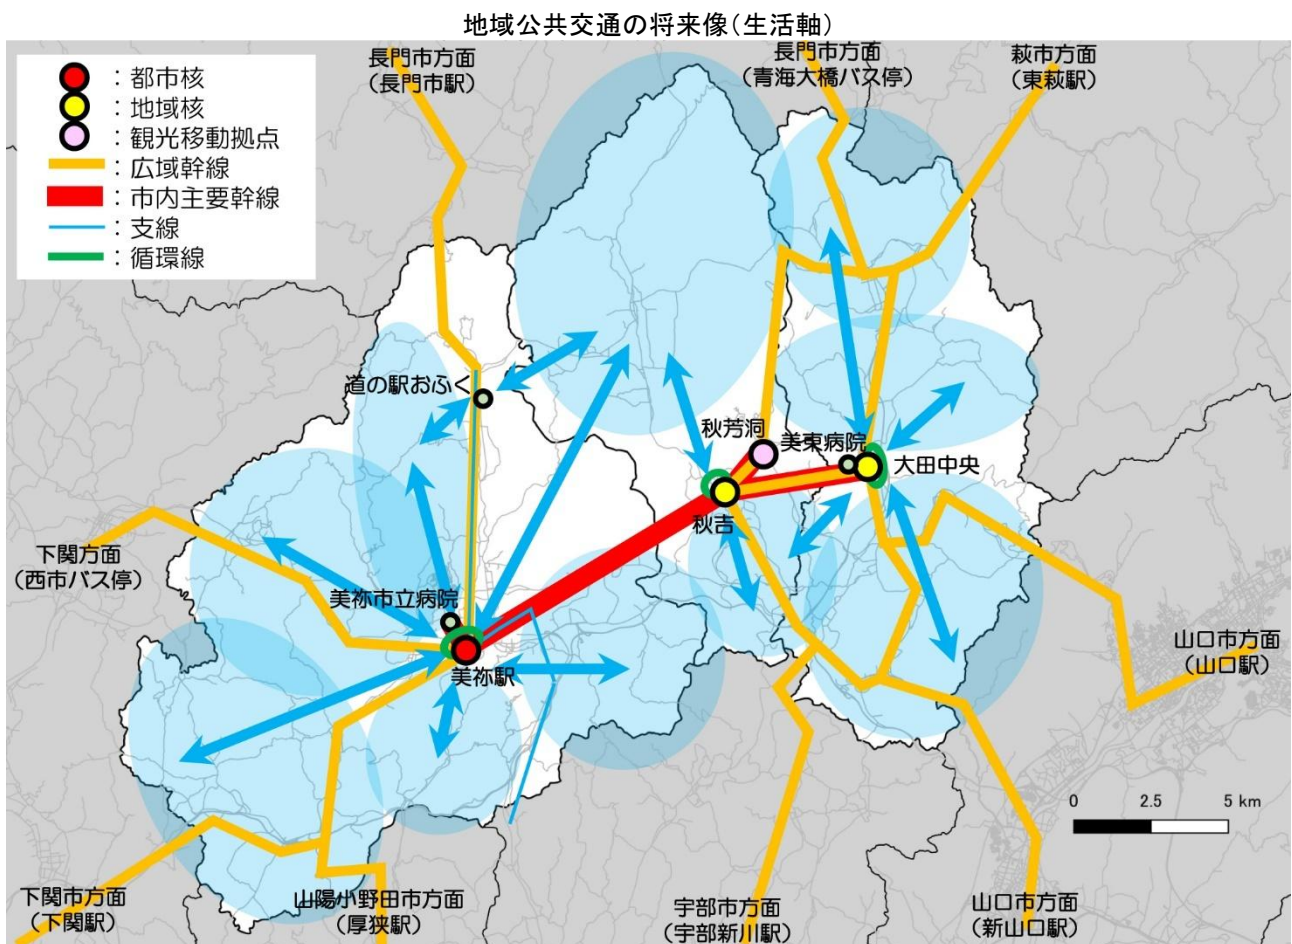 地域公共交通の将来像(生活軸)
長門市方面
(長門市駅)
長門市方面
(青海大橋バス停)
萩市方面
(東萩駅)
:都市核
:地域核
:観光移動拠点
:広域幹線
:市内主要幹線
:支線
:循環線
道の駅おふく
秋芳洞
美東病院
大田中央
秋吉
下関方面
(西市バス停)
美祢市立病院
美祢駅
山口市方面
(山口駅)
0 2.5 5 km
下関市方面
(下関駅)
山陽小野田市方面
(厚狭駅)
宇部市方面
(宇部新川駅)
山口市方面
(新山口駅)